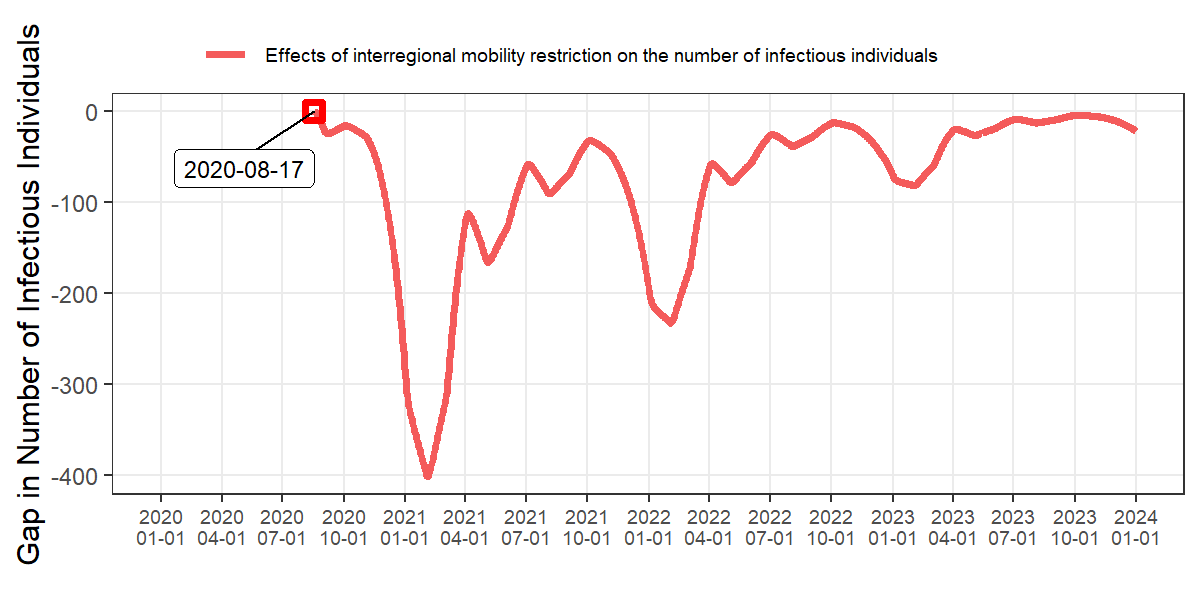 Effects of interregional mobility restriction on the number of infectious individuals
Gap in Number of Infectious Individuals
0
-100
-200
-300
-400
2020-08-17
2020 2020 2020 2020 2021 2021 2021 2021 2022 2022 2022 2022 2023 2023 2023 2023 2024
01-01 04-01 07-01 10-01 01-01 04-01 07-01 10-01 01-01 04-01 07-01 10-01 01-01 04-01 07-01 10-01 01-01